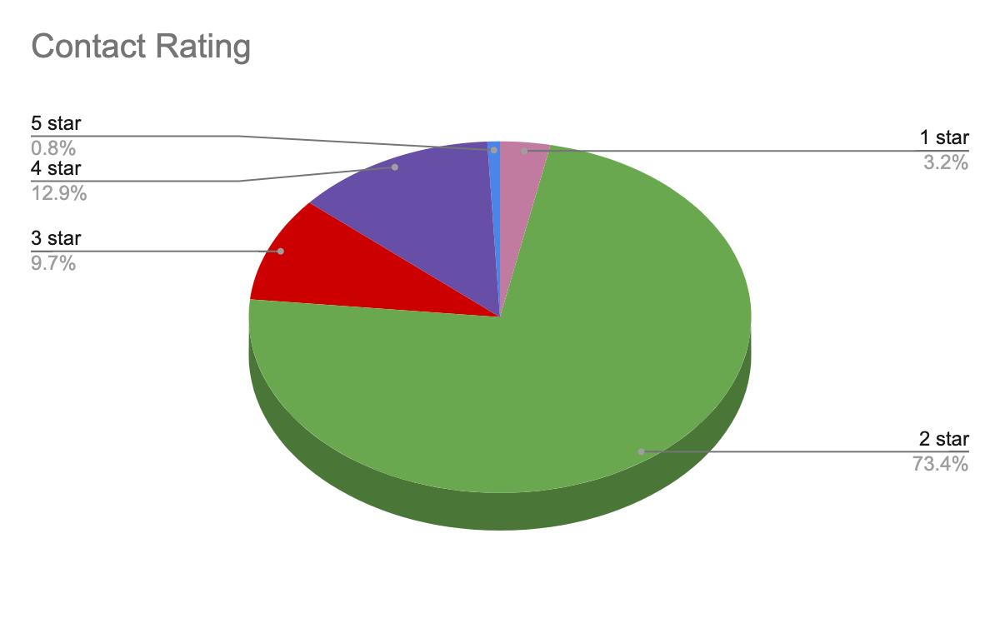 Contact Rating
5 star
0.8%
4 star
12.9%
3 star
9.7%
1 star
3.2%
2 star
73.4%